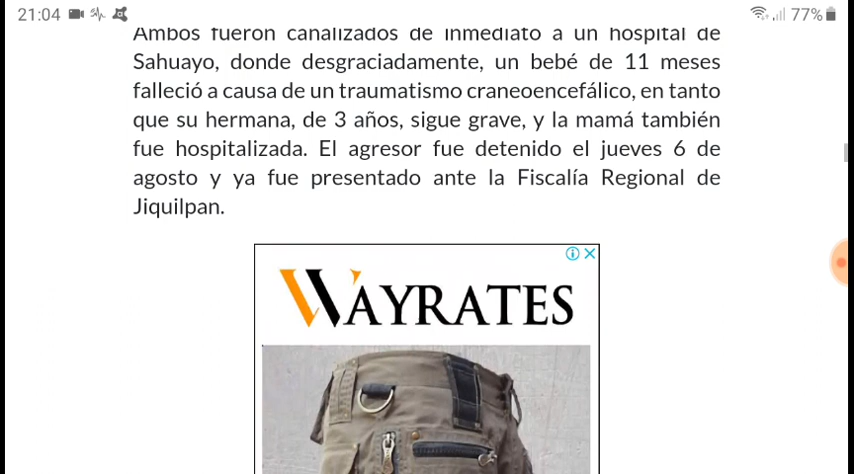 21:04
77%
Ambos fueron canalizados de inmediato a un hospital de
Sahuayo, donde desgraciadamente, un bebé de 11 meses
falleció a causa de un traumatismo craneoencefálico, en tanto
que su hermana, de 3 años, sigue grave, y la mamá también
fue hospitalizada. El agresor fue detenido el jueves 6 de
agosto y ya fue presentado ante la Fiscalía Regional de
Jiquilpan.
WAYRATES